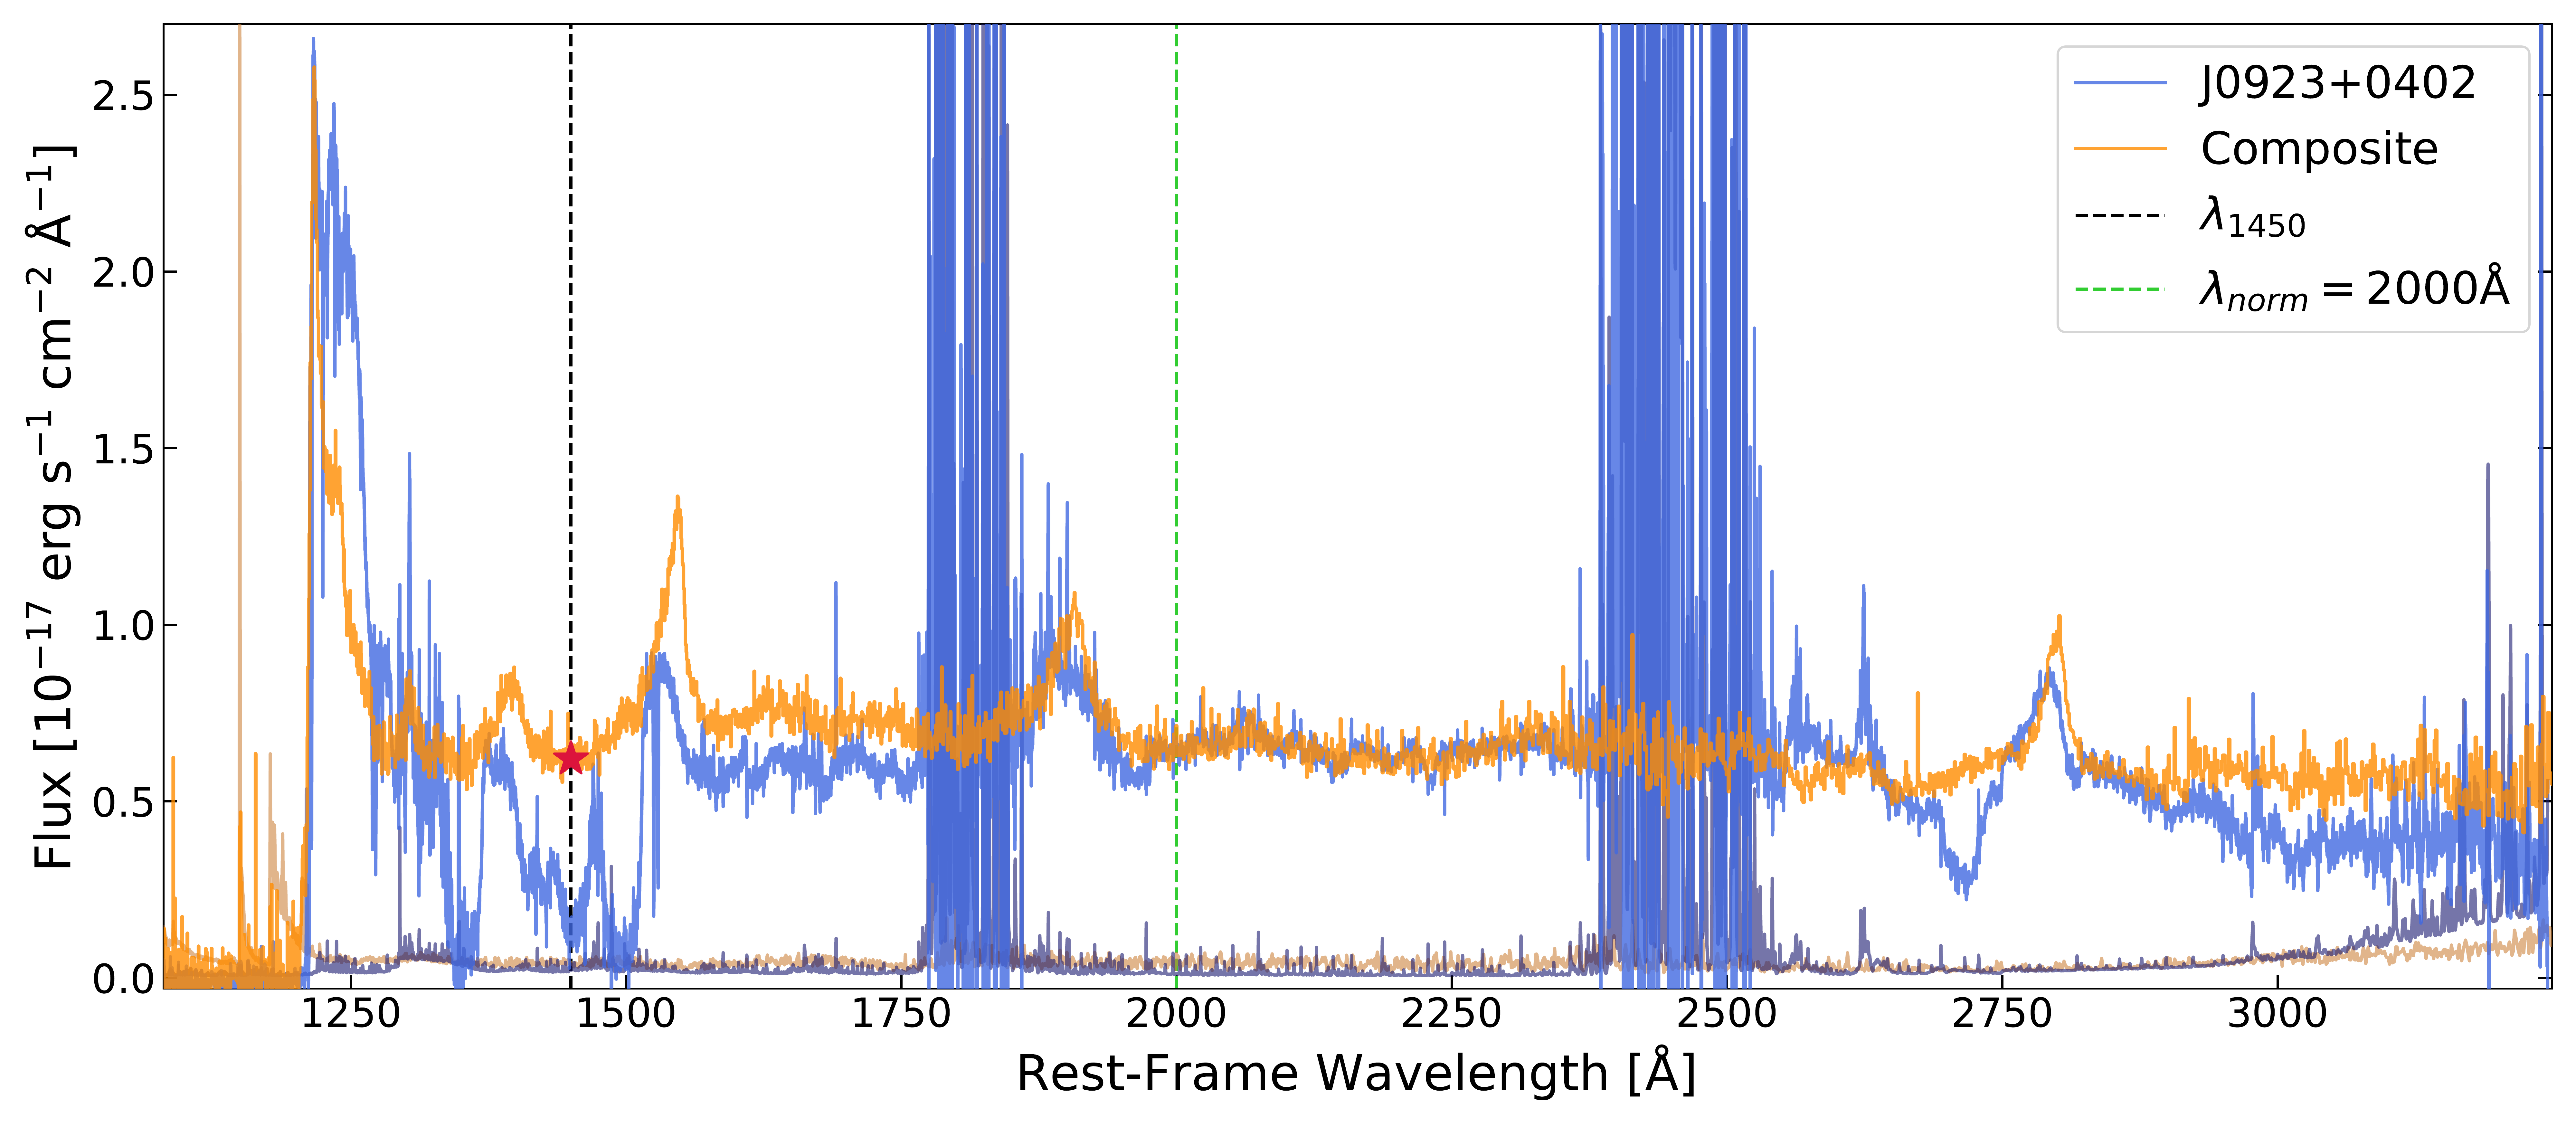 Flux [10⁻¹⁷ erg s⁻¹ cm⁻² Å⁻¹]
2.5
2.0
1.5
1.0
0.5
0.0
J0923+0402
Composite
λ₁₄₅₀
λₙₒᵣₘ = 2000Å
1250 1500 1750 2000 2250 2500 2750 3000
Rest-Frame Wavelength [Å]